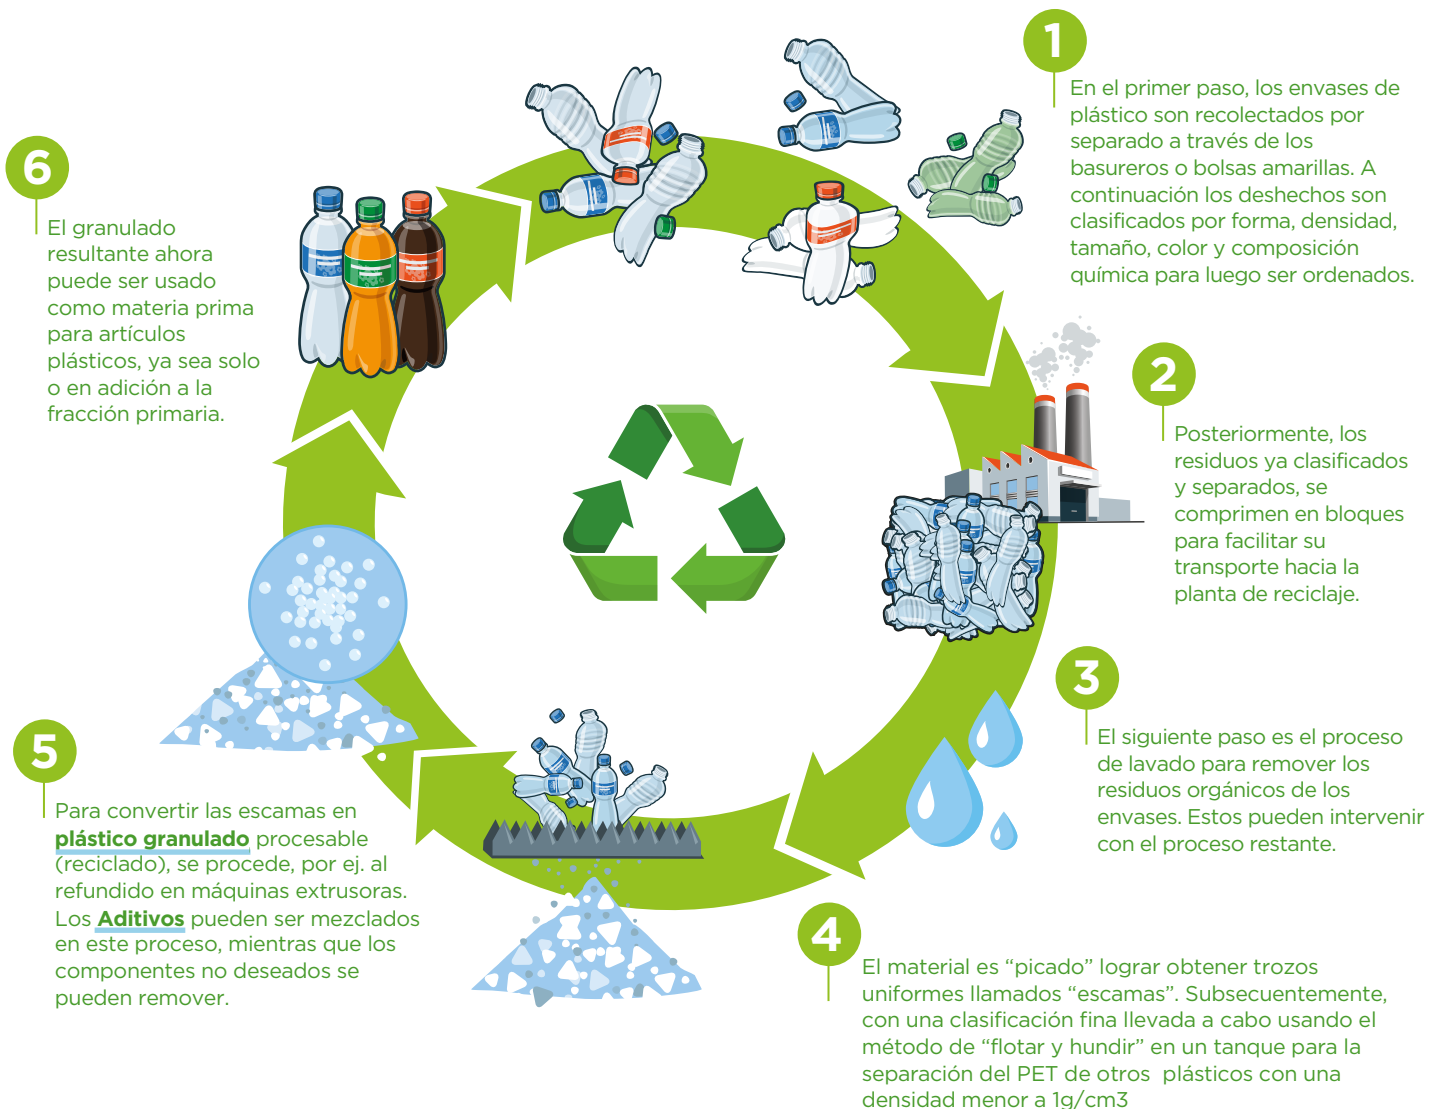 1
En el primer paso, los envases de
plástico son recolectados por
separado a través de los
basureros o bolsas amarillas. A
continuación los deshechos son
clasificados por forma, densidad,
tamaño, color y composición
química para luego ser ordenados.
2
Posteriormente, los
residuos ya clasificados
y separados, se
comprimen en bloques
para facilitar su
transporte hacia la
planta de reciclaje.
3
El siguiente paso es el proceso
de lavado para remover los
residuos orgánicos de los
envases. Estos pueden intervenir
con el proceso restante.
4
El material es “picado” lograr obtener trozos
uniformes llamados “escamas”. Subsecuentemente,
con una clasificación fina llevada a cabo usando el
método de “flotar y hundir” en un tanque para la
separación del PET de otros plásticos con una
densidad menor a 1g/cm3
5
Para convertir las escamas en
plástico granulado procesable
(reciclado), se procede, por ej. al
refundido en máquinas extrusoras.
Los Aditivos pueden ser mezclados
en este proceso, mientras que los
componentes no deseados se
pueden remover.
6
El granulado
resultante ahora
puede ser usado
como materia prima
para artículos
plásticos, ya sea solo
o en adición a la
fracción primaria.